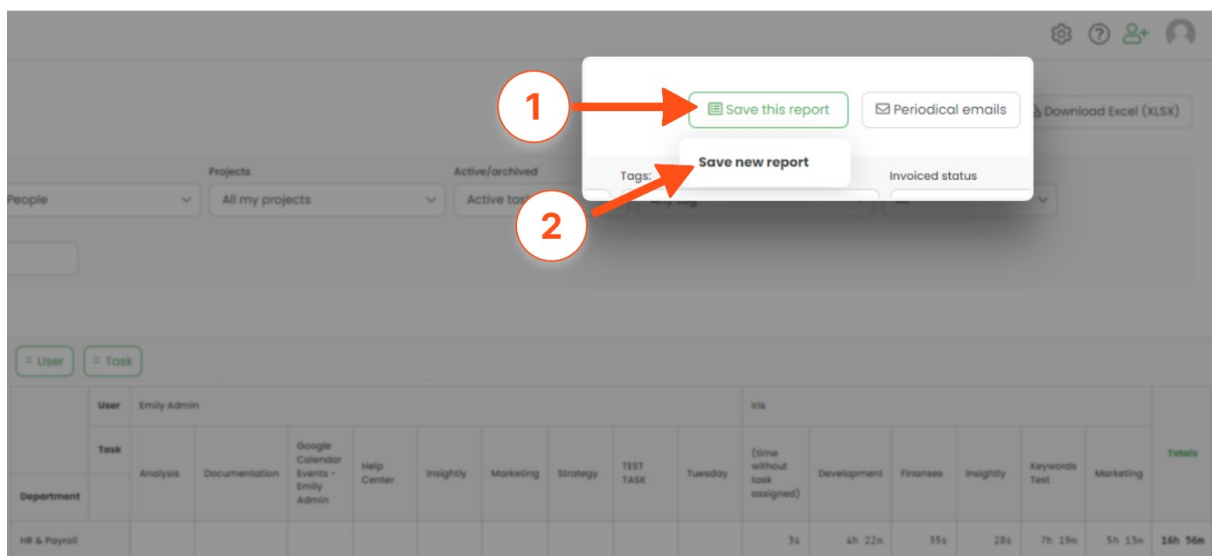 1
Save this report
Periodical emails
Download Excel (XLSX)
2
Save new report
Projects
Active/archived
Tags:
Invoiced status
People
All my projects
Active
Any tag
All
= User
= Task
User
Emily Admin
Iris
Task
Analysis
Documentation
Google
Calendar
Events -
Emily
Admin
Help
Center
Insightly
Marketing
Strategy
TEST
TASK
Tuesday
(time
without
task
assigned)
Development
Finanses
Insightly
Keywords
Test
Marketing
Totals
Department
HR & Payroll
3s
4h 22m
35s
28s
7h 19m
5h 13m
16h 56m